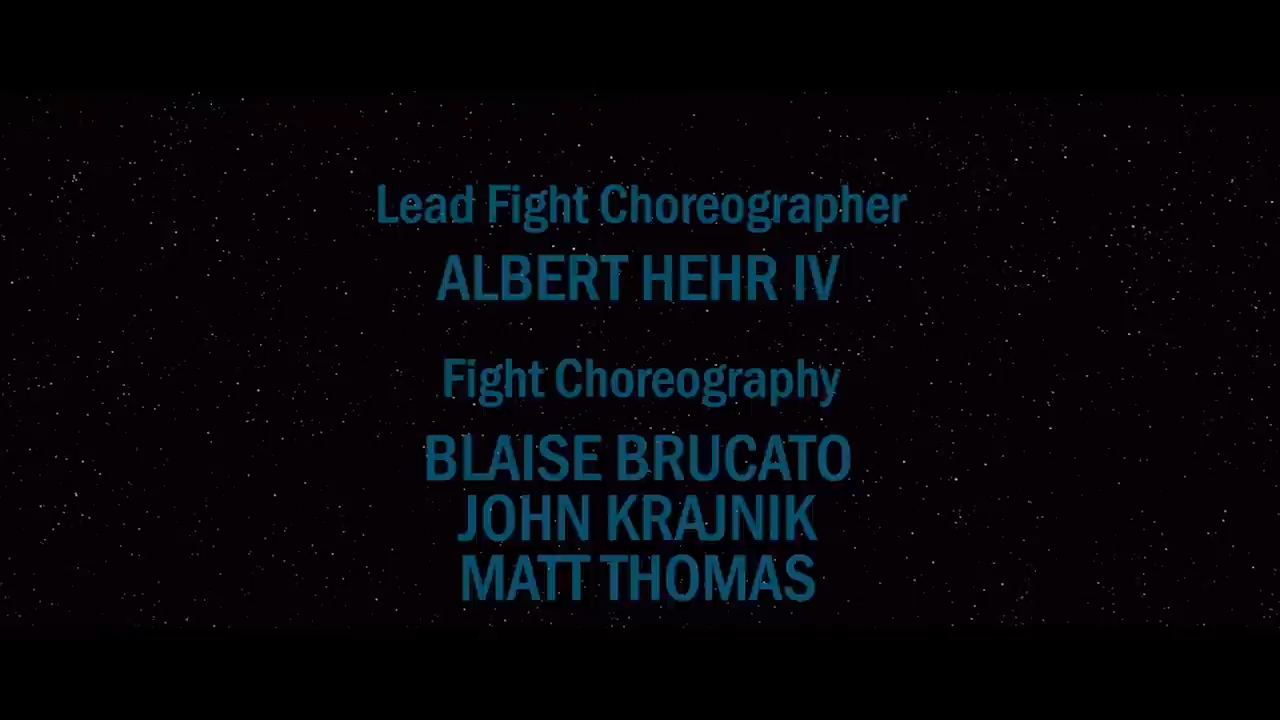 Lead Fight Choreographer
ALBERT HEHR IV
Fight Choreography
BLAISE BRUCATO
JOHN KRAJNIK
MATT THOMAS